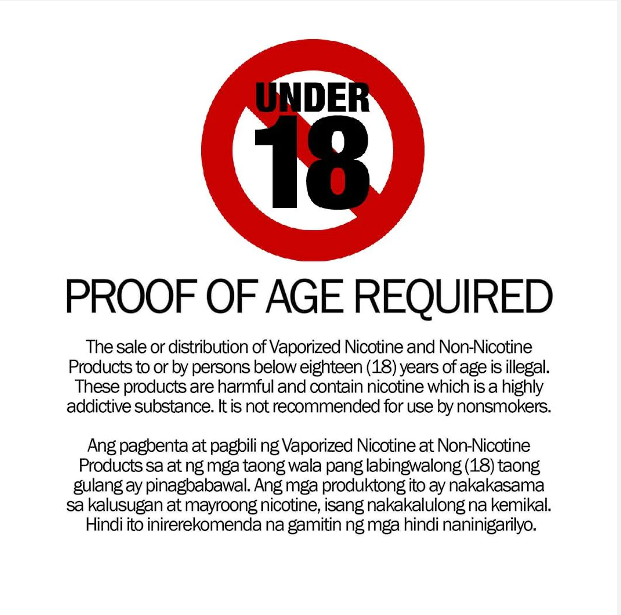 UNDER
18
PROOF OF AGE REQUIRED
The sale or distribution of Vaporized Nicotine and Non-Nicotine
Products to or by persons below eighteen (18) years of age is illegal.
These products are harmful and contain nicotine which is a highly
addictive substance. It is not recommended for use by nonsmokers.
Ang pagbenta at pagbili ng Vaporized Nicotine at Non-Nicotine
Products sa at ng mga taong wala pang labingwalong (18) taong
gulang ay pinagbabawal. Ang mga produktong ito ay nakakasama
sa kalusugan at mayroong nicotine, isang nakakalulong na kemikal.
Hindi ito inirerekomenda na gamitin ng mga hindi naninigarilyo.